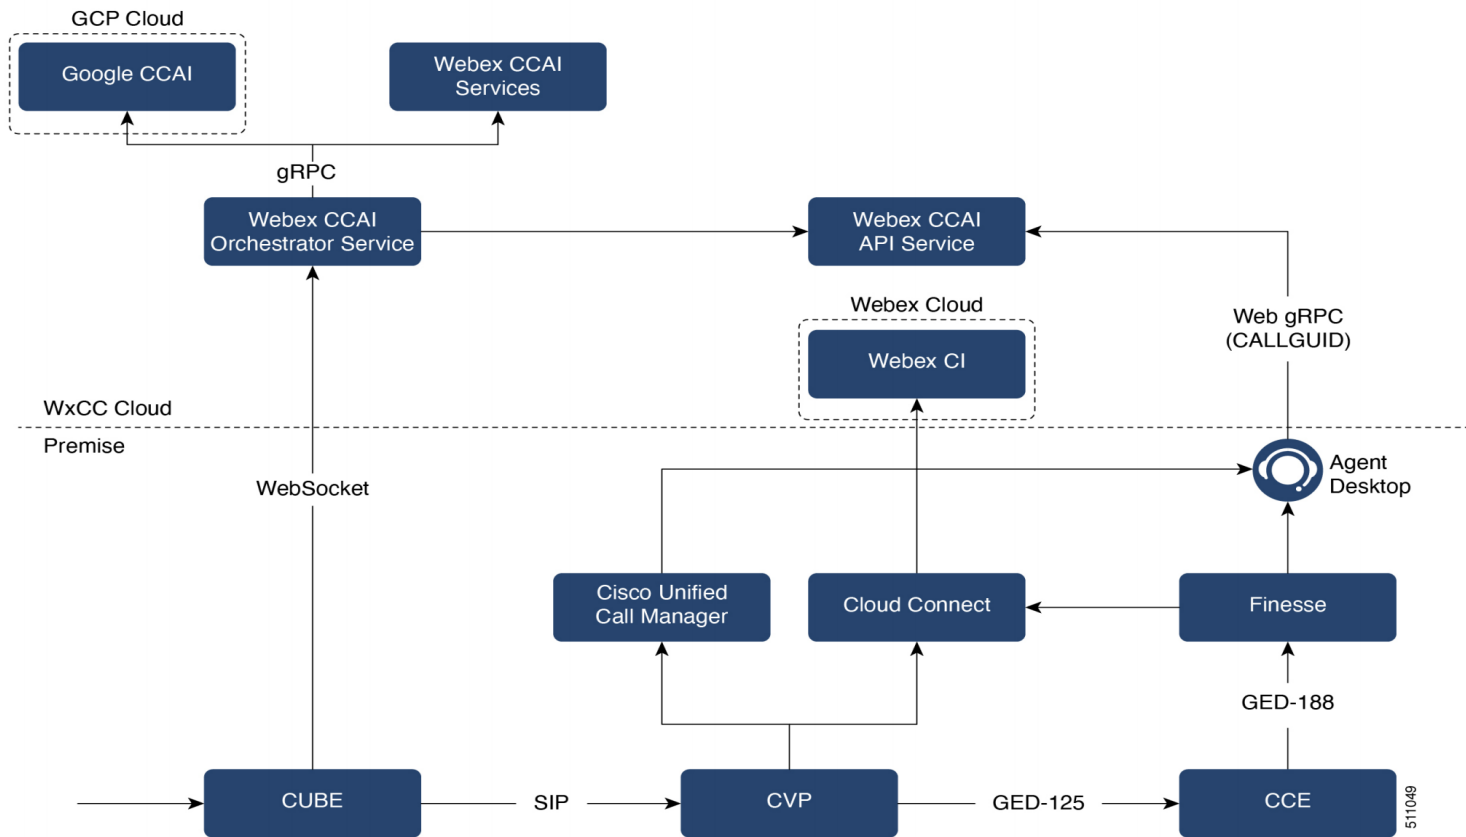 GCP Cloud
Google CCAI
Webex CCAI
Services
gRPC
Webex CCAI
Orchestrator Service
Webex CCAI
API Service
Webex Cloud
Webex CI
Web gRPC
(CALLGUID)
WxCC Cloud
Premise
WebSocket
Agent
Desktop
Cisco Unified
Call Manager
Cloud Connect
Finesse
GED-188
CUBE
SIP
CVP
GED-125
CCE
511049